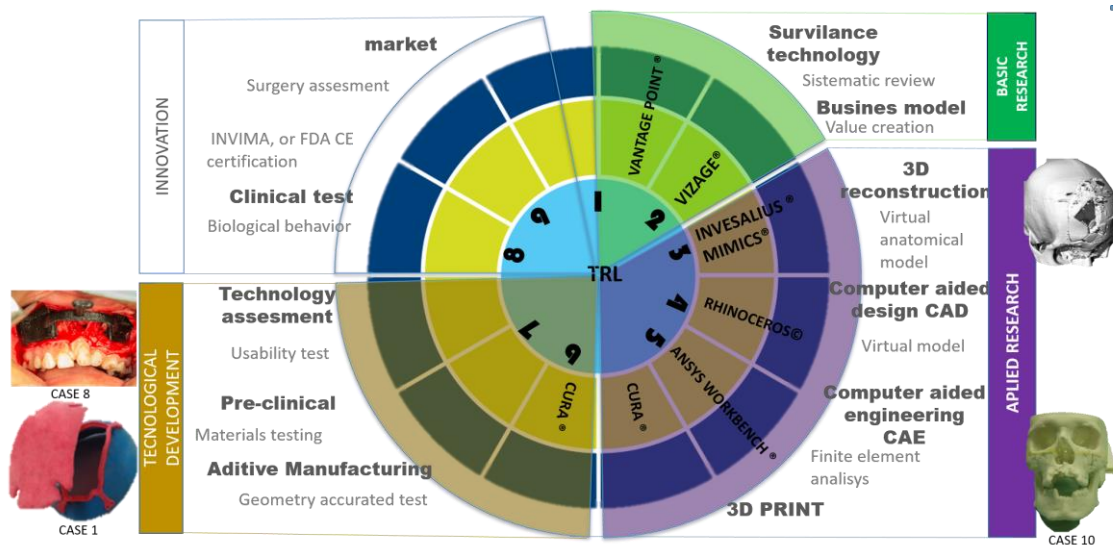 market
Surgery assesment
INVIMA, or FDA CE
certification
Clinical test
Biological behavior
INNOVATION
Survilance
technology
Sistematic review
Busines model
Value creation
BASIC
RESEARCH
3D
reconstruction
Virtual
anatomical
model
Computer aided
design CAD
Virtual model
Computer aided
engineering
CAE
Finite element
analisys
3D PRINT
APLIED RESEARCH
CASE 10
VANTAGE POINT®
VIZAGE®
INVESALIUS ®
MIMICS®
RHINOCEROS©
ANSYS WORKBENCH ®
CURA ®
CURA ®
1
2
3
4
5
6
7
8
9
TRL
Technology
assesment
Usability test
Pre-clinical
Materials testing
Aditive Manufacturing
Geometry accurated test
TECNOLOGICAL
DEVELOPMENT
CASE 8
CASE 1